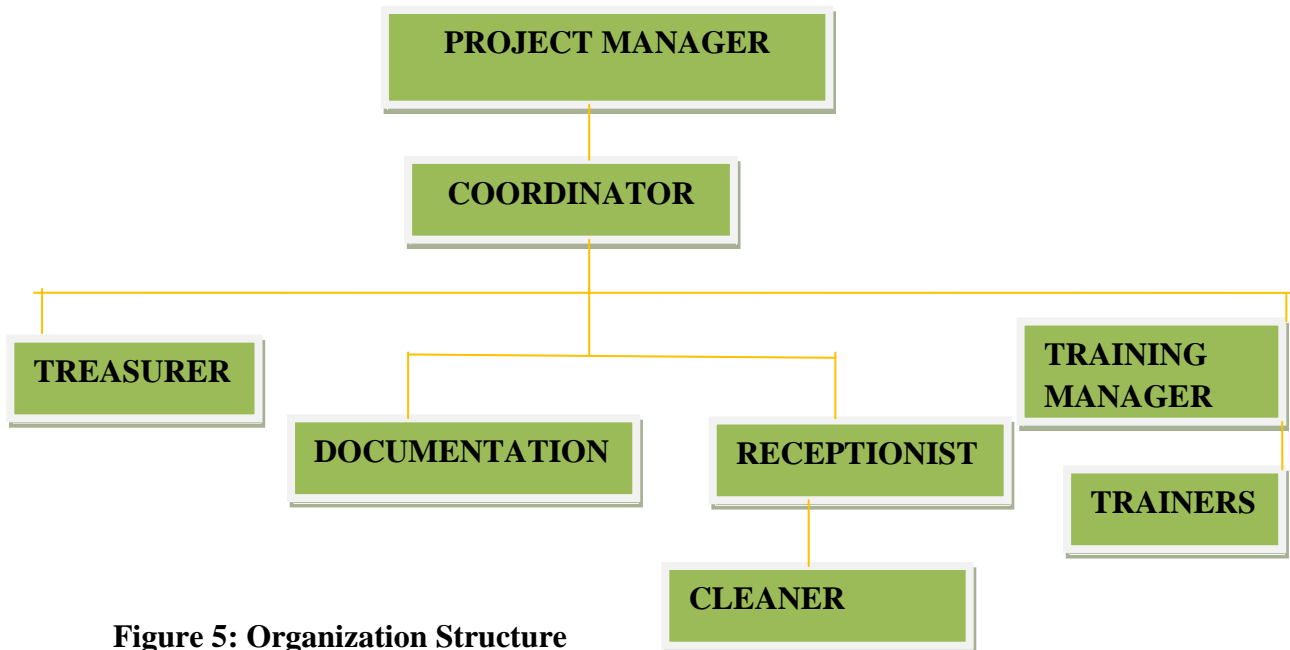 PROJECT MANAGER
COORDINATOR
TREASURER
TRAINING
MANAGER
DOCUMENTATION
RECEPTIONIST
TRAINERS
CLEANER
Figure 5: Organization Structure